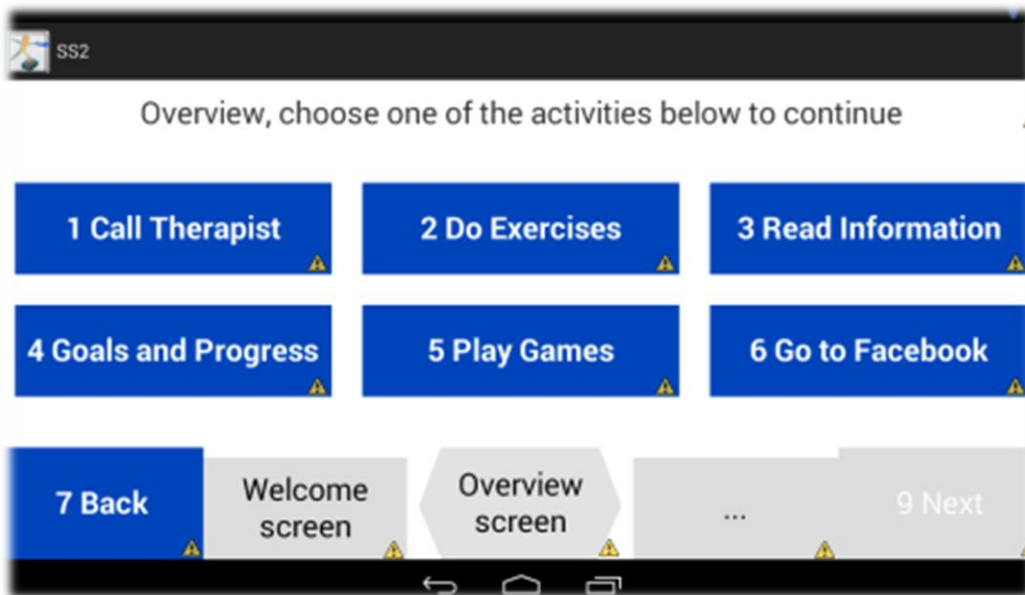 SS2
Overview, choose one of the activities below to continue
1 Call Therapist
2 Do Exercises
3 Read Information
4 Goals and Progress
5 Play Games
6 Go to Facebook
7 Back
Welcome
screen
Overview
screen
...
9 Next